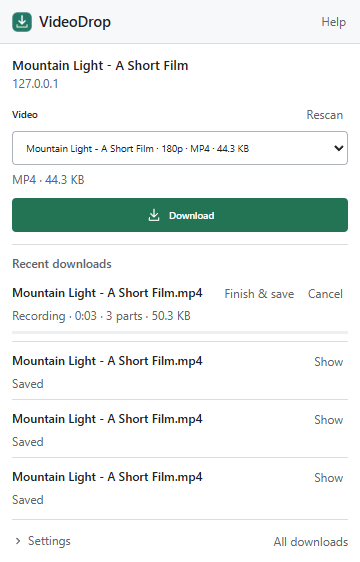 VideoDrop
Help
Mountain Light - A Short Film
127.0.0.1
Video
Rescan
Mountain Light - A Short Film · 180p · MP4 · 44.3 KB
MP4 · 44.3 KB
Download
Recent downloads
Mountain Light - A Short Film.mp4
Finish & save
Cancel
Recording · 0:03 · 3 parts · 50.3 KB
Mountain Light - A Short Film.mp4
Show
Saved
Mountain Light - A Short Film.mp4
Show
Saved
Mountain Light - A Short Film.mp4
Show
Saved
Settings
All downloads